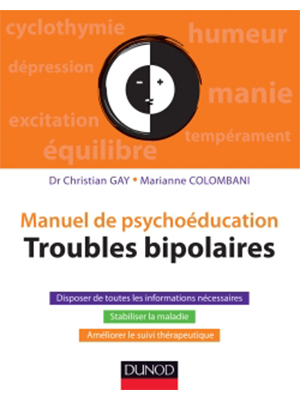 cyclothymie
humeur
dépression
manie
excitation
tempérament
équilibre
- +
Dr Christian GAY • Marianne COLOMBANI
Manuel de psychoéducation
Troubles bipolaires
Disposer de toutes les informations nécessaires
Stabiliser la maladie
Améliorer le suivi thérapeutique
DUNOD